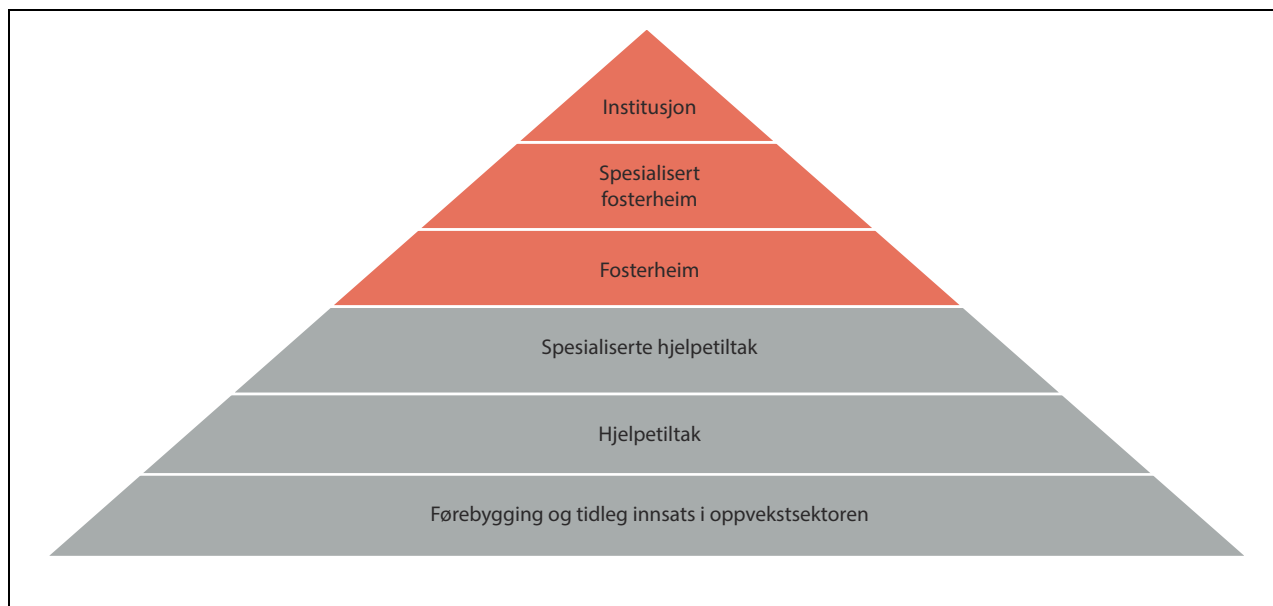 Institusjon
Spesialisert
fosterheim
Fosterheim
Spesialiserte hjelpetiltak
Hjelpetiltak
Førebygging og tidleg innsats i oppvekstsektoren